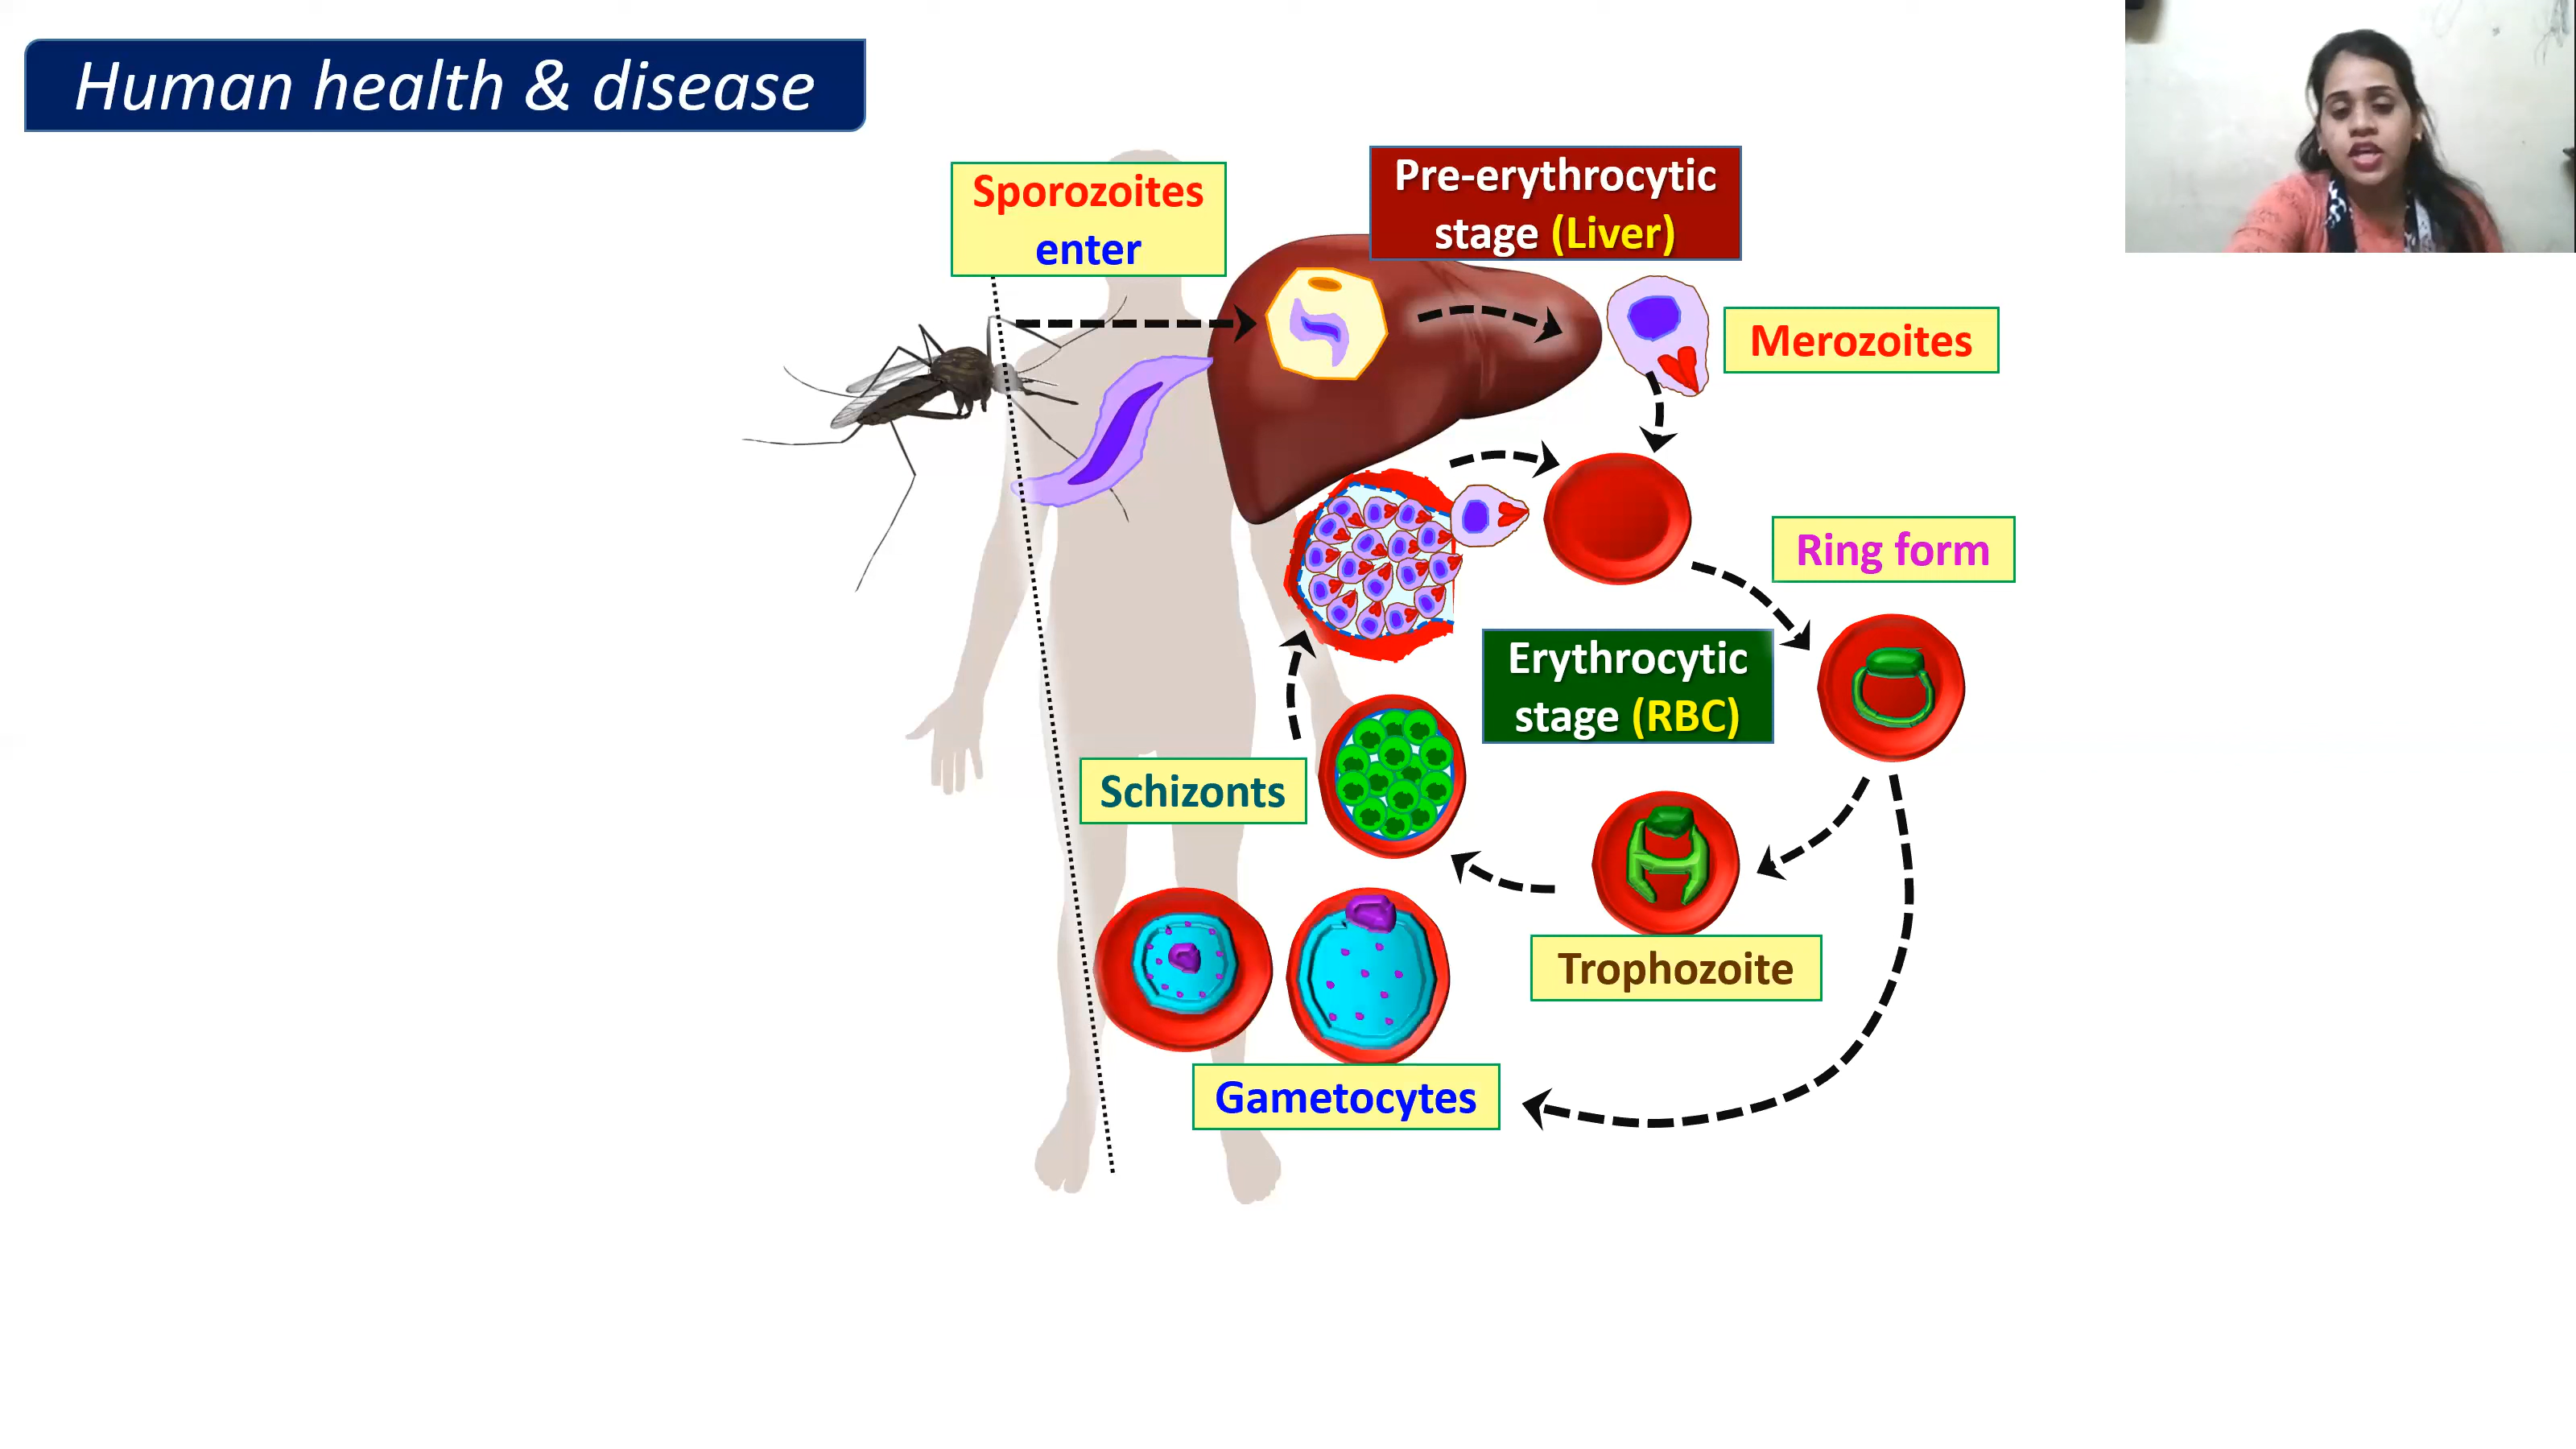 Human health & disease
Sporozoites
enter
Pre-erythrocytic
stage (Liver)
Merozoites
Ring form
Erythrocytic
stage (RBC)
Schizonts
Trophozoite
Gametocytes